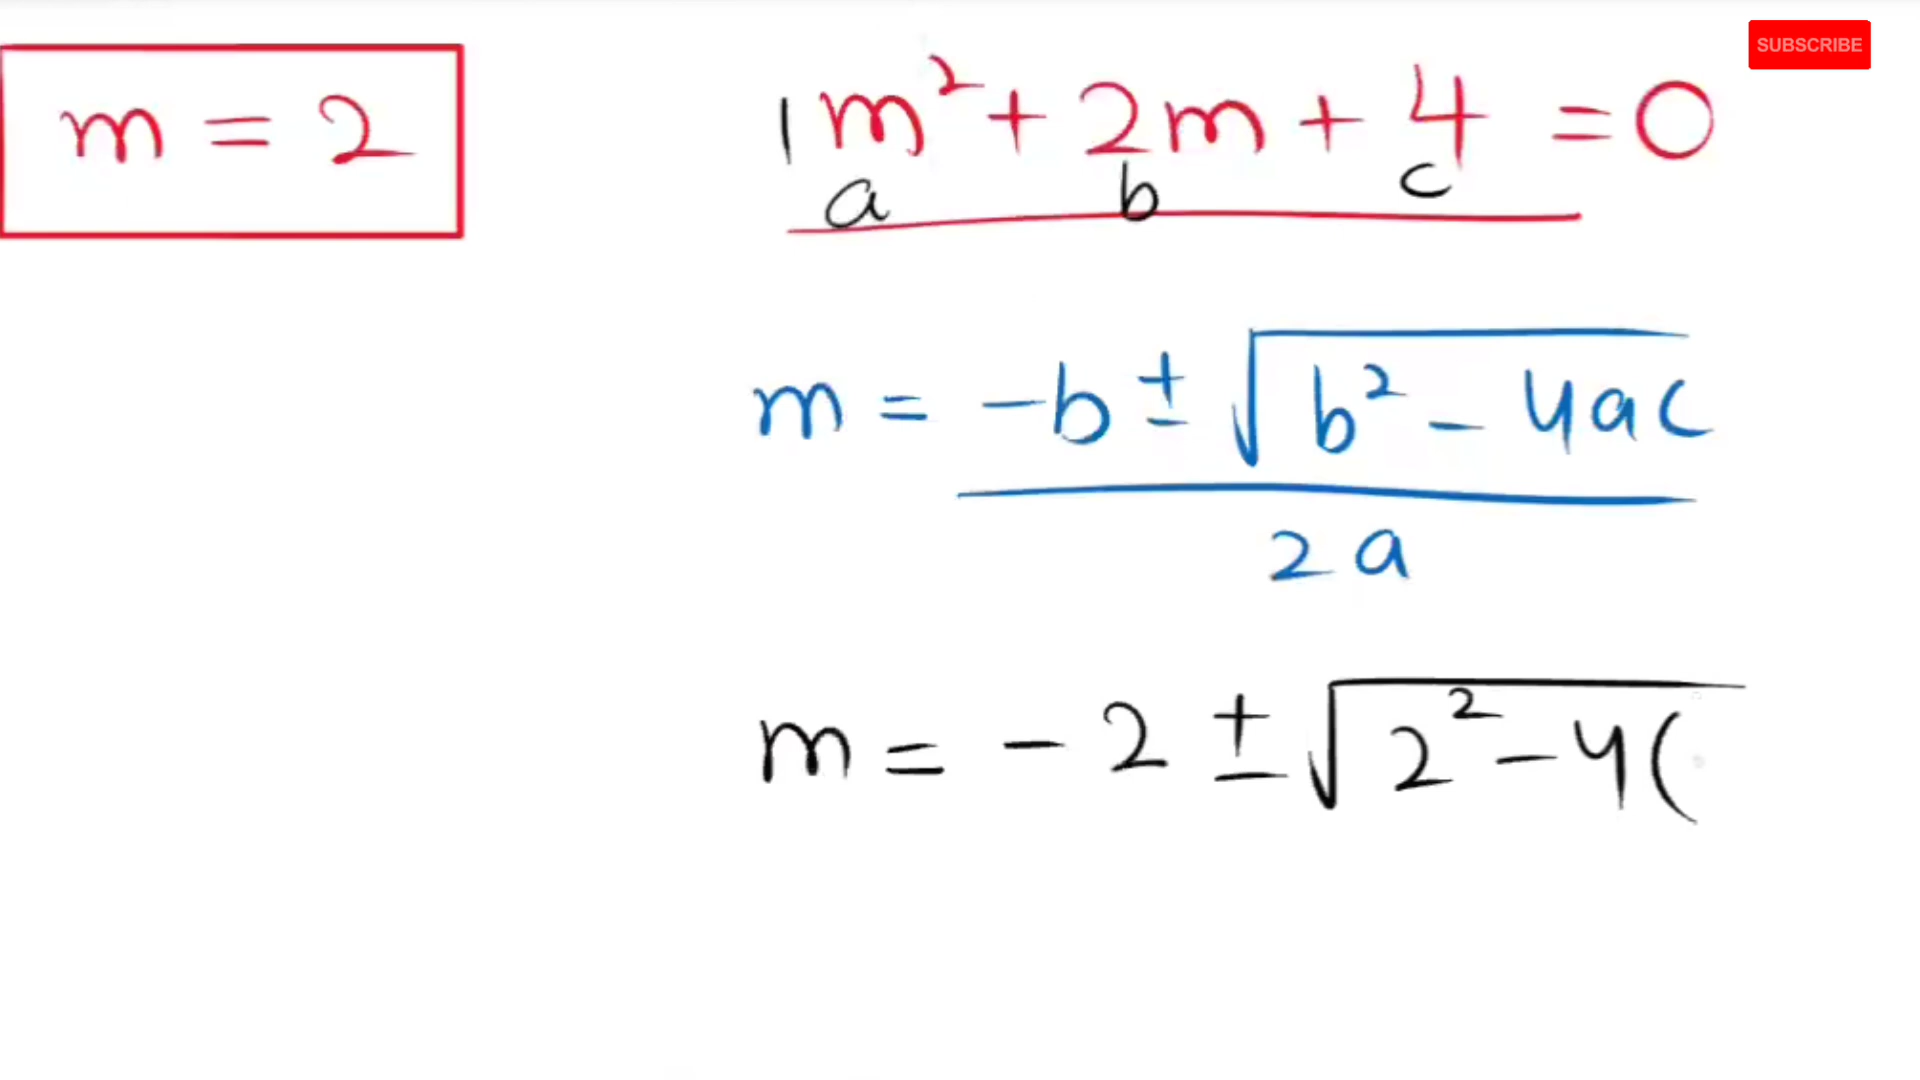 SUBSCRIBE
m = 2
1m² + 2m + 4 = 0
a b c
m = -b ± √b² - 4ac
2a
m = -2 ± √2² - 4(